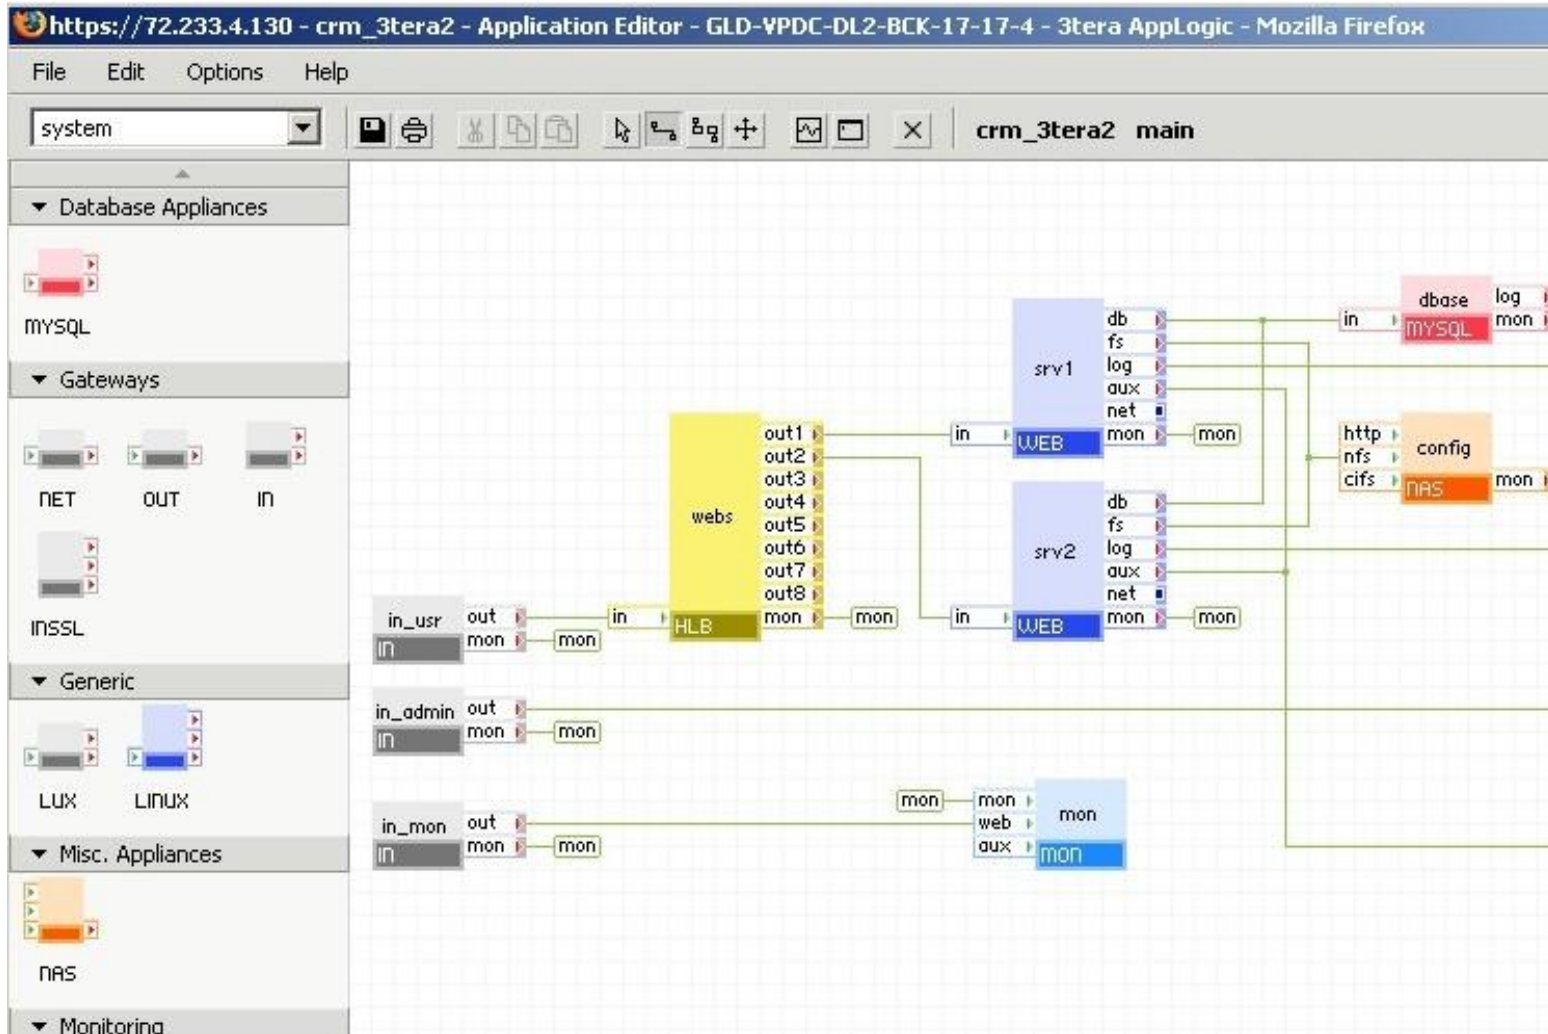 https://72.233.4.130 - crm_3tera2 - Application Editor - GLD-VPDC-DL2-BCK-17-17-4 - 3tera AppLogic - Mozilla Firefox
File Edit Options Help
system
crm_3tera2 main
Database Appliances
MYSQL
Gateways
NET OUT IN
INSSL
Generic
LUX LINUX
Misc. Appliances
NAS
Monitoring
in_usr
IN
out
mon
mon
in_admin
IN
out
mon
mon
in_mon
IN
out
mon
mon
in
webs
HLB
out1
out2
out3
out4
out5
out6
out7
out8
mon
mon
in
srv1
WEB
db
fs
log
aux
net
mon
mon
in
srv2
WEB
db
fs
log
aux
net
mon
mon
mon
mon
web
aux
mon
MON
in
dbase
MYSQL
log
mon
http
nfs
cifs
config
NAS
mon